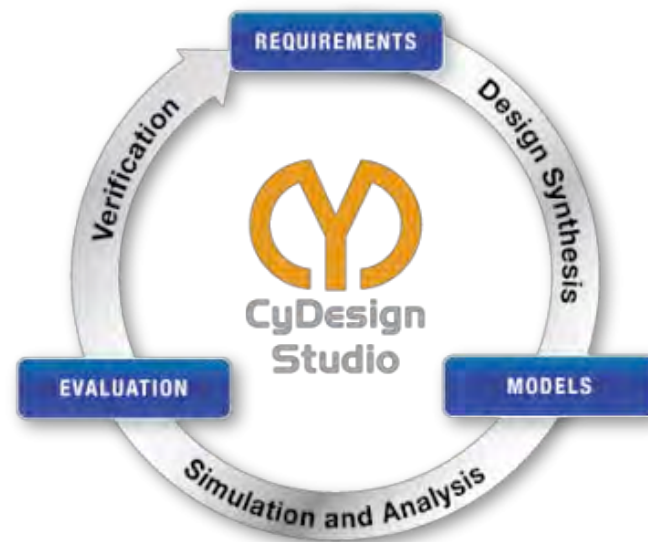 REQUIREMENTS
Design Synthesis
Verification
CyDesign
Studio
EVALUATION
MODELS
Simulation and Analysis